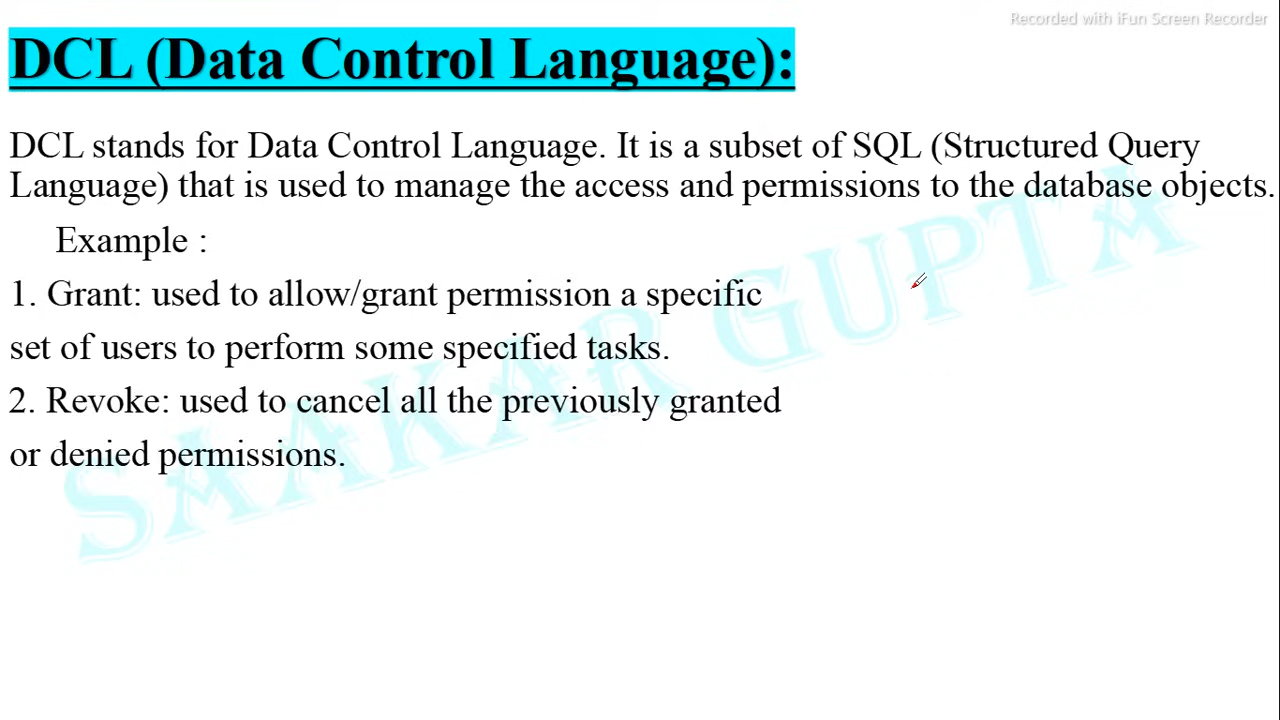 Recorded with iFun Screen Recorder
DCL (Data Control Language):
DCL stands for Data Control Language. It is a subset of SQL (Structured Query
Language) that is used to manage the access and permissions to the database objects.
Example :
1. Grant: used to allow/grant permission a specific
set of users to perform some specified tasks.
2. Revoke: used to cancel all the previously granted
or denied permissions.
SAAKAR GUPTA